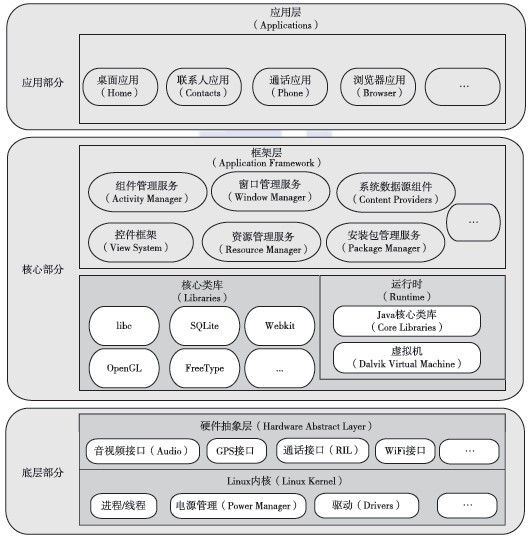 应用层
（Applications）
应用部分
桌面应用
（Home）
联系人应用
（Contacts）
通话应用
（Phone）
浏览器应用
（Browser）
…
框架层
（Application Framework）
组件管理服务
（Activity Manager）
窗口管理服务
（Window Manager）
系统数据源组件
（Content Providers）
…
控件框架
（View System）
资源管理服务
（Resource Manager）
安装包管理服务
（Package Manager）
核心部分
核心类库
（Libraries）
libc
SQLite
Webkit
OpenGL
FreeType
...
运行时
（Runtime）
Java核心类库
（Core Libraries）
虚拟机
（Dalvik Virtual Machine）
硬件抽象层（Hardware Abstract Layer）
音视频接口（Audio）
GPS接口
通话接口（RIL）
WiFi接口
…
底层部分
Linux内核（Linux Kernel）
进程/线程
电源管理（Power Manager）
驱动（Drivers）
…